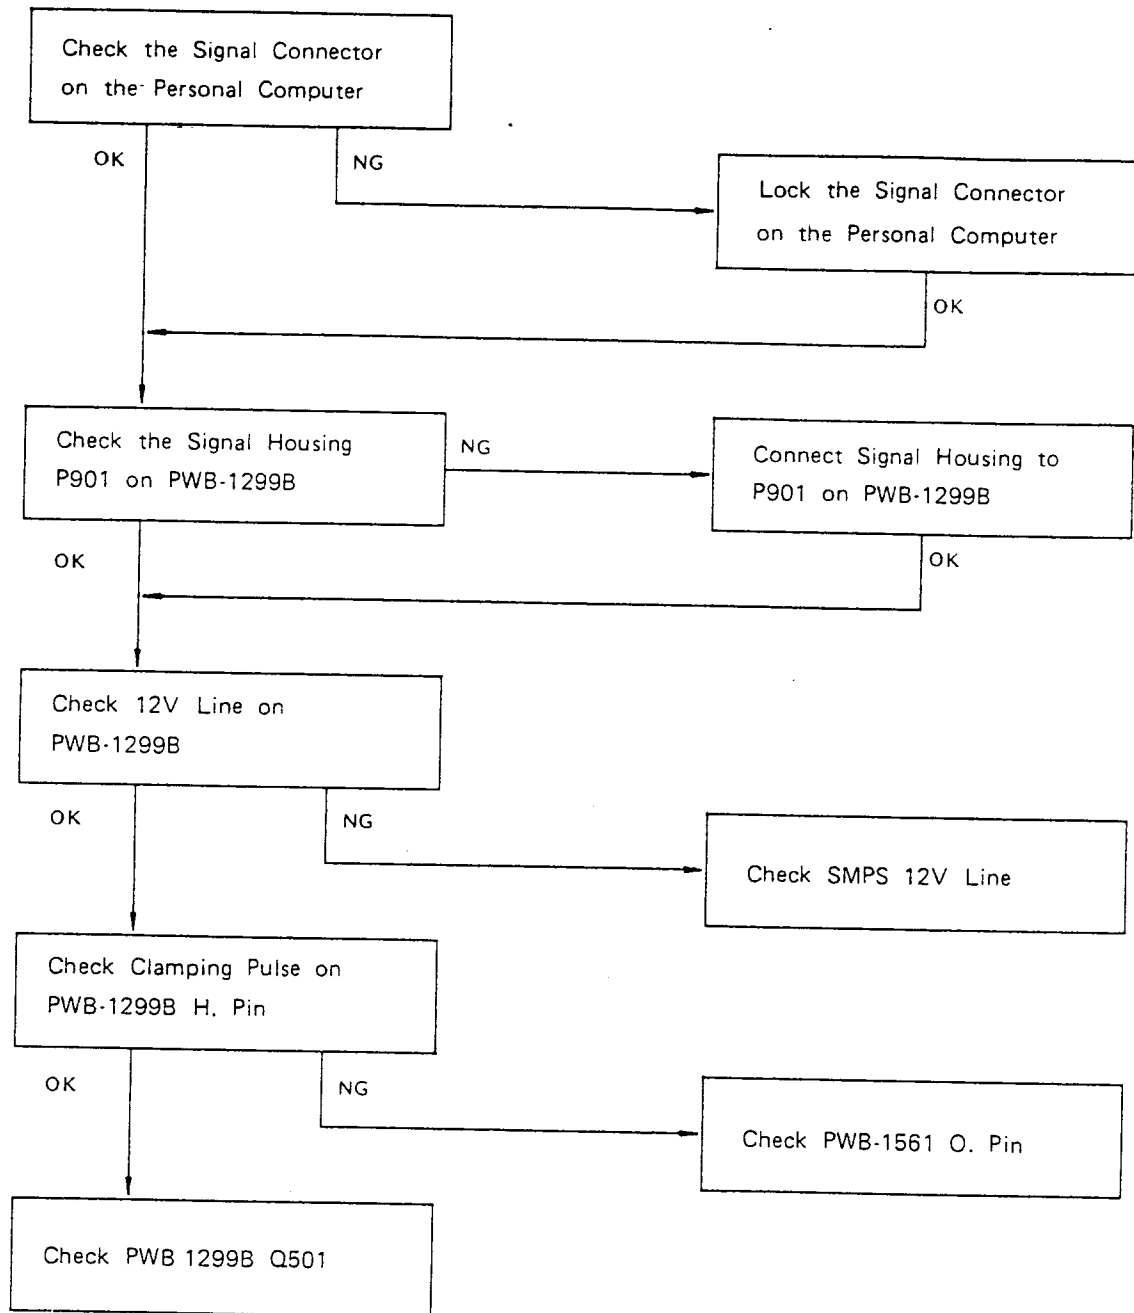 Check the Signal Connector
on the Personal Computer
OK
NG
Lock the Signal Connector
on the Personal Computer
OK
Check the Signal Housing
P901 on PWB-1299B
NG
Connect Signal Housing to
P901 on PWB-1299B
OK
OK
Check 12V Line on
PWB-1299B
OK
NG
Check SMPS 12V Line
Check Clamping Pulse on
PWB-1299B H. Pin
OK
NG
Check PWB-1561 O. Pin
Check PWB 1299B Q501